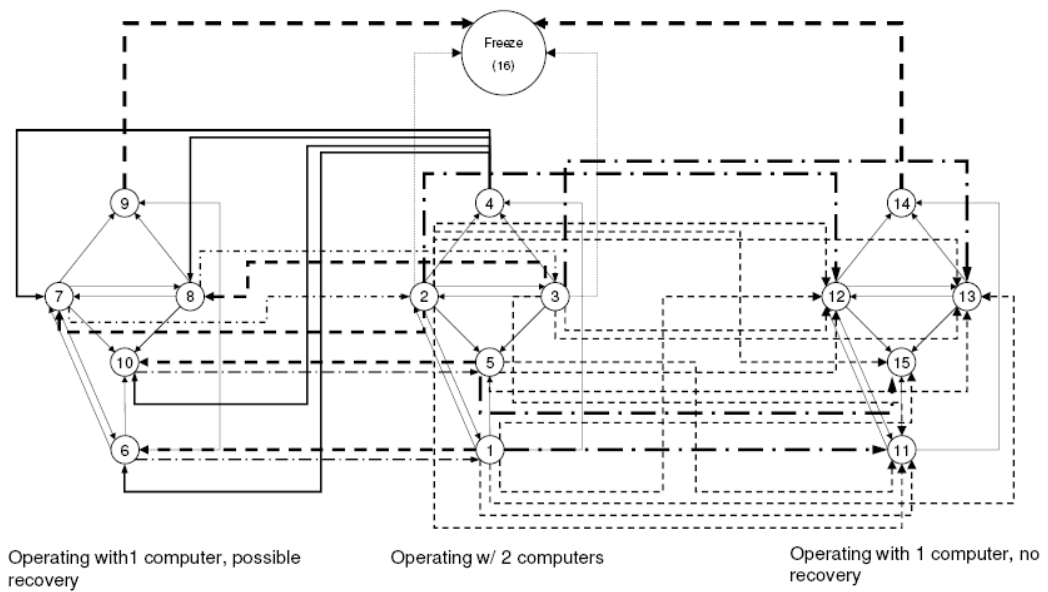 Freeze
(16)
9
4
14
7
8
2
3
12
13
10
5
15
6
1
11
Operating with1 computer, possible
recovery
Operating w/ 2 computers
Operating with 1 computer, no
recovery